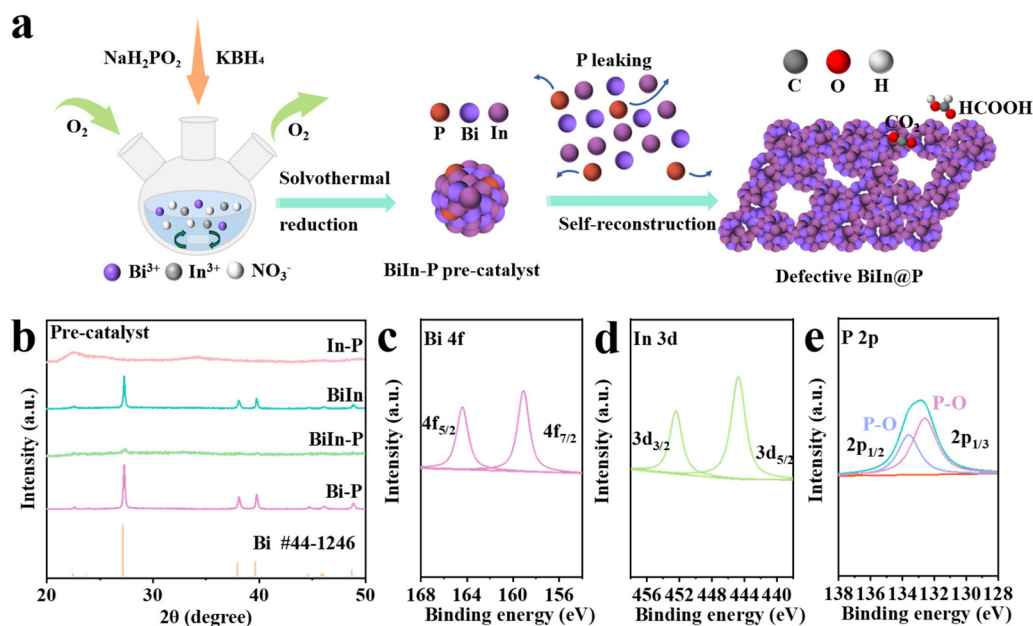 a
NaH2PO2 KBH4
O2
O2
Bi3+ In3+ NO3-
Solvothermal
reduction
P Bi In
BiIn-P pre-catalyst
P leaking
Self-reconstruction
C O H
CO2
HCOOH
Defective BiIn@P
b
Pre-catalyst
In-P
BiIn
BiIn-P
Bi-P
Bi #44-1246
Intensity (a.u.)
20 30 40 50
2θ (degree)
c
Bi 4f
4f5/2
4f7/2
Intensity (a.u.)
168 164 160 156
Binding energy (eV)
d
In 3d
3d3/2
3d5/2
Intensity (a.u.)
456 452 448 444 440
Binding energy (eV)
e
P 2p
P-O
P-O
2p1/2
2p1/3
Intensity (a.u.)
138 136 134 132 130 128
Binding energy (eV)